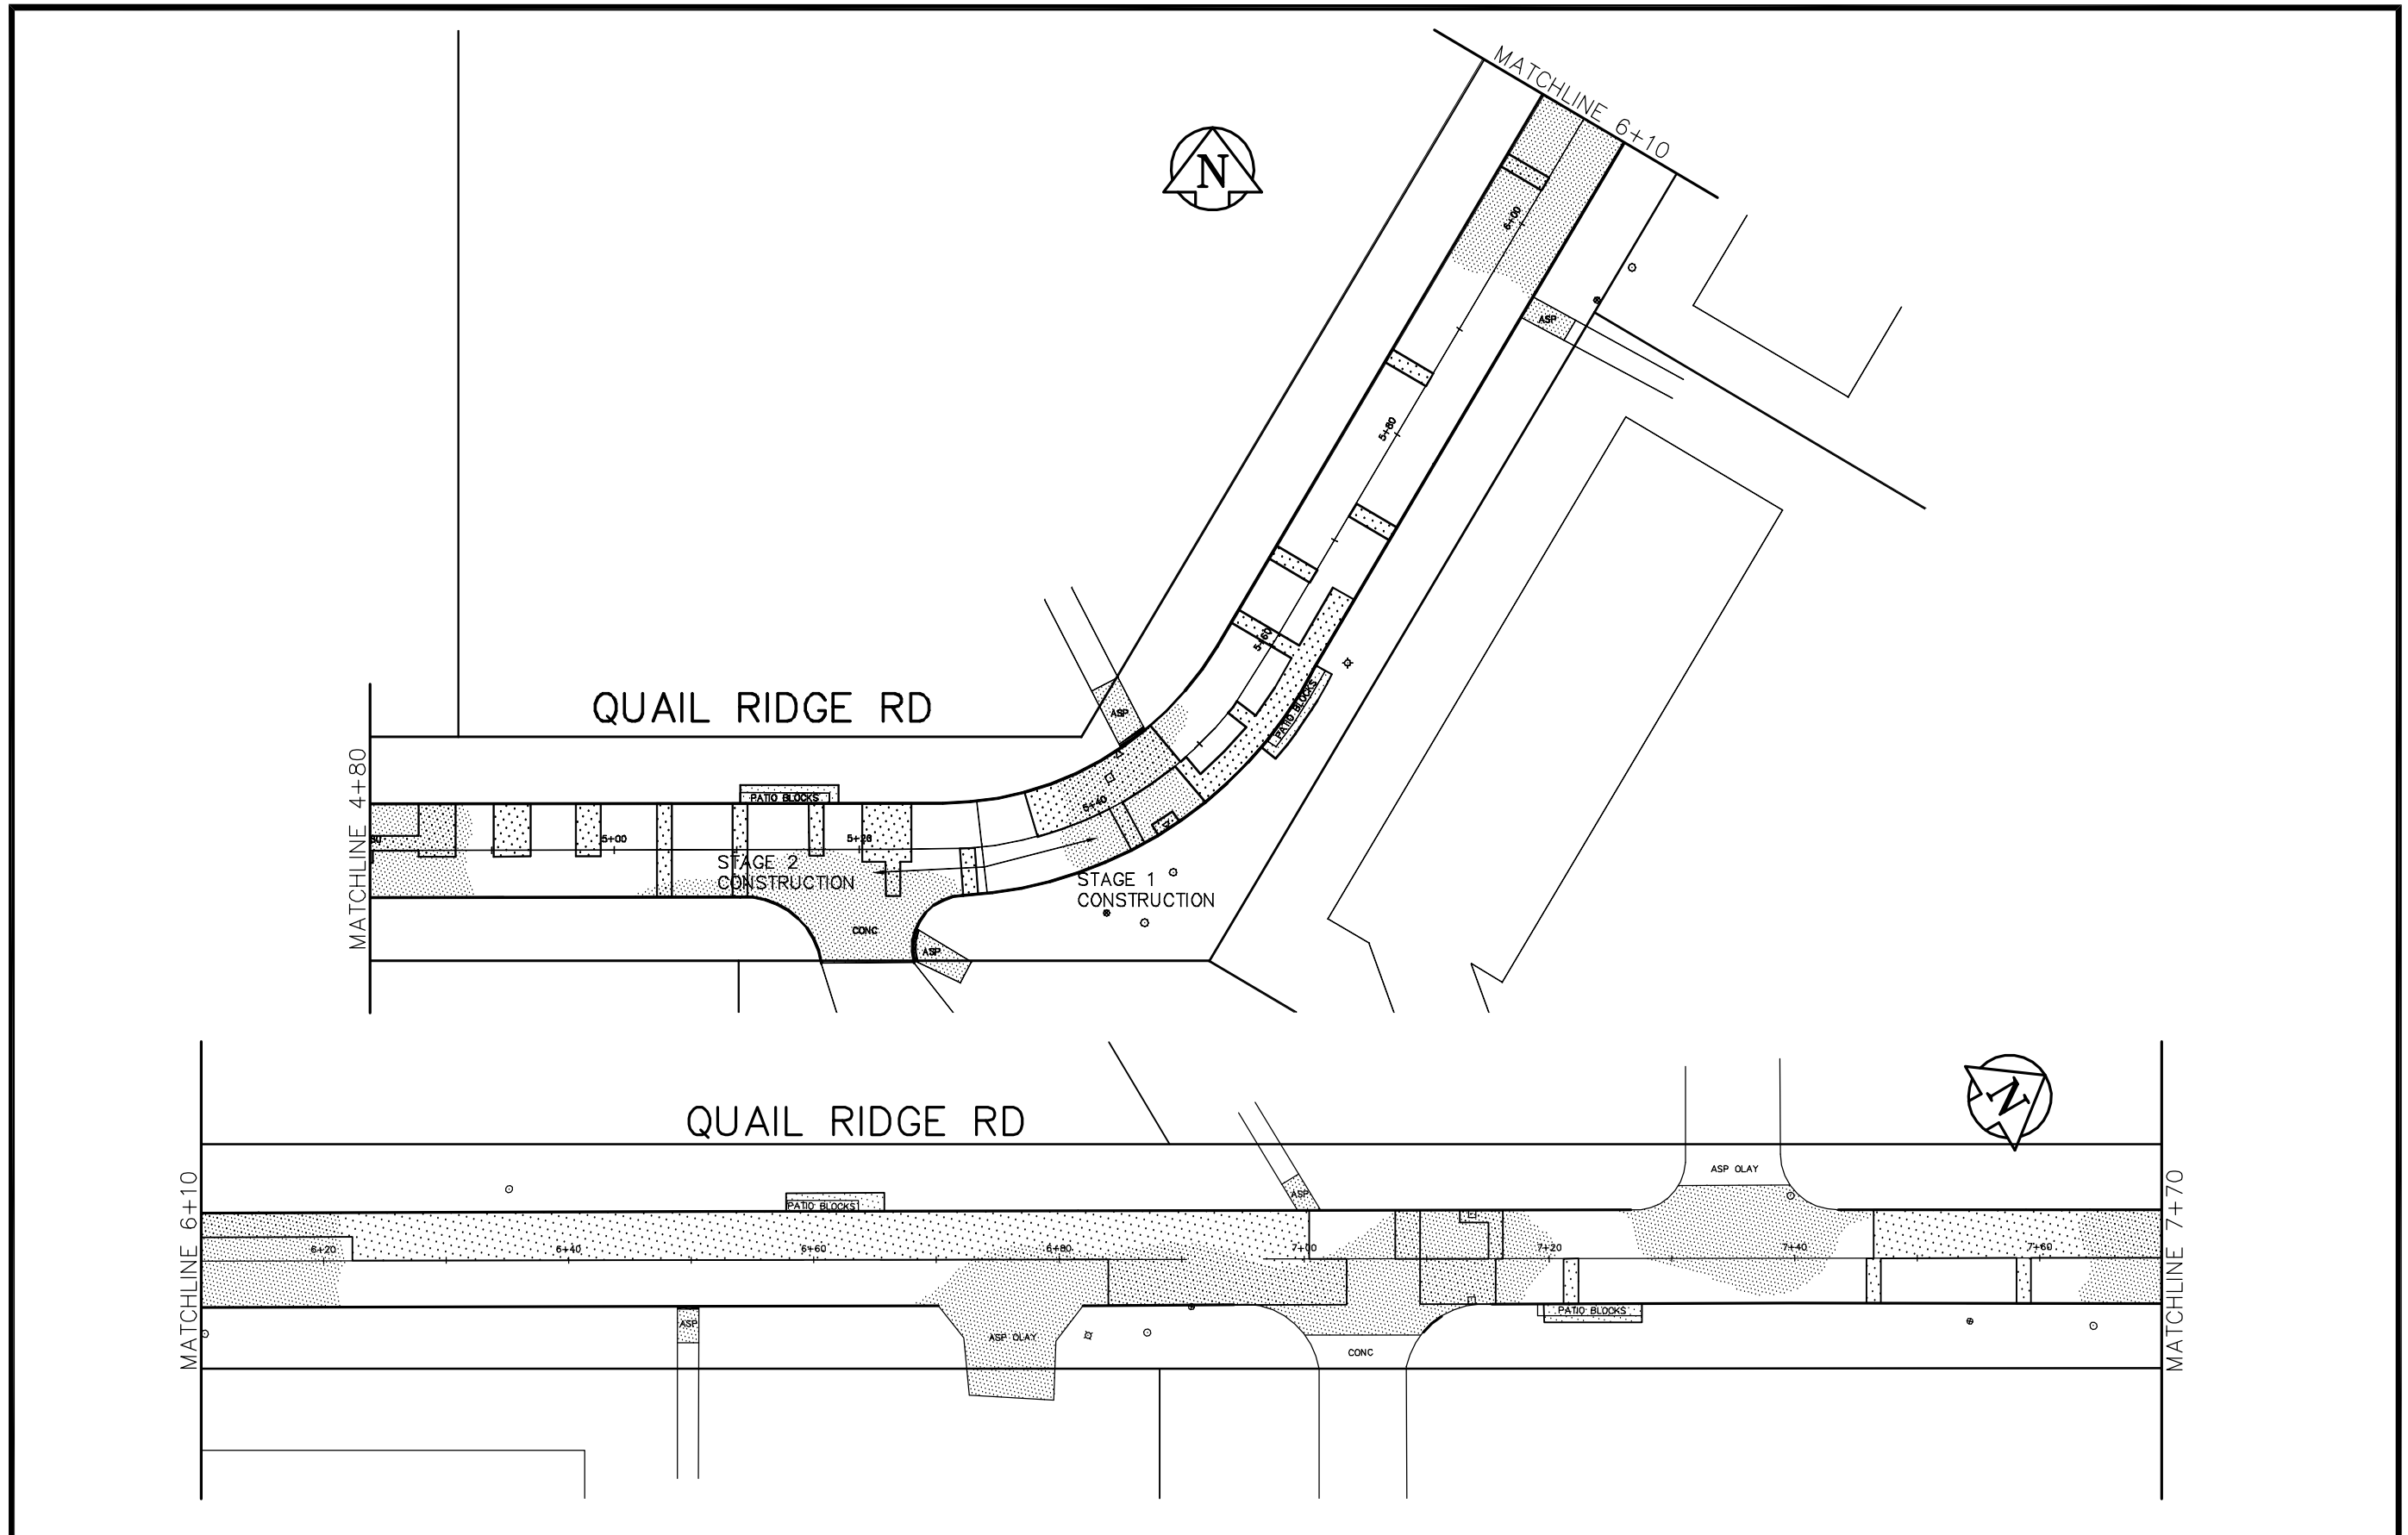 MATCHLINE 6+10
N
6+00
ASP
5+80
5+60
PATIO BLOCKS
ASP
QUAIL RIDGE RD
MATCHLINE 4+80
PATIO BLOCKS
5+40
5+00
5+20
STAGE 2
CONSTRUCTION
STAGE 1
CONSTRUCTION
CONC
ASP
QUAIL RIDGE RD
N
MATCHLINE 6+10
MATCHLINE 7+70
ASP OLAY
ASP
PATIO BLOCKS
6+20
6+40
6+60
6+80
7+00
7+20
7+40
7+60
ASP
ASP OLAY
PATIO BLOCKS
CONC